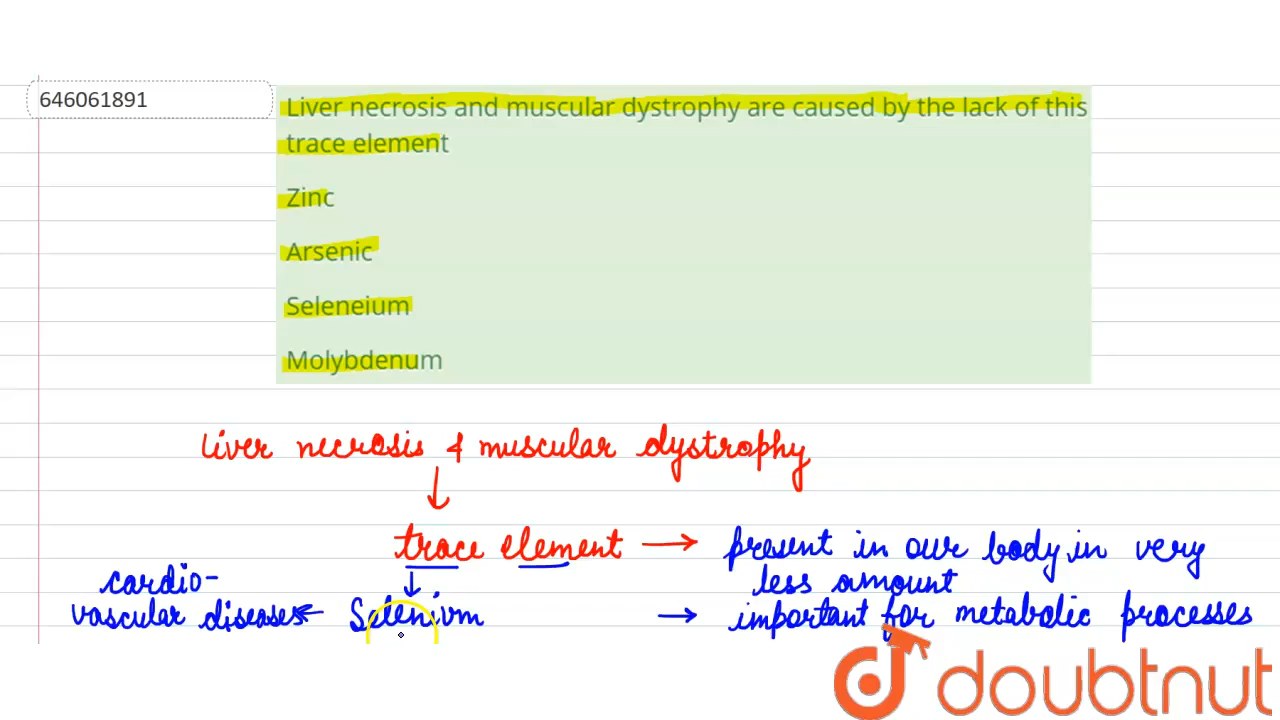 646061891
Liver necrosis and muscular dystrophy are caused by the lack of this
trace element
Zinc
Arsenic
Seleneium
Molybdenum
Liver necrosis & muscular dystrophy
↓
trace element → present in our body in very
less amount
↓
cardio-
vascular diseases ← Selenium → important for metabolic processes
doubtnut